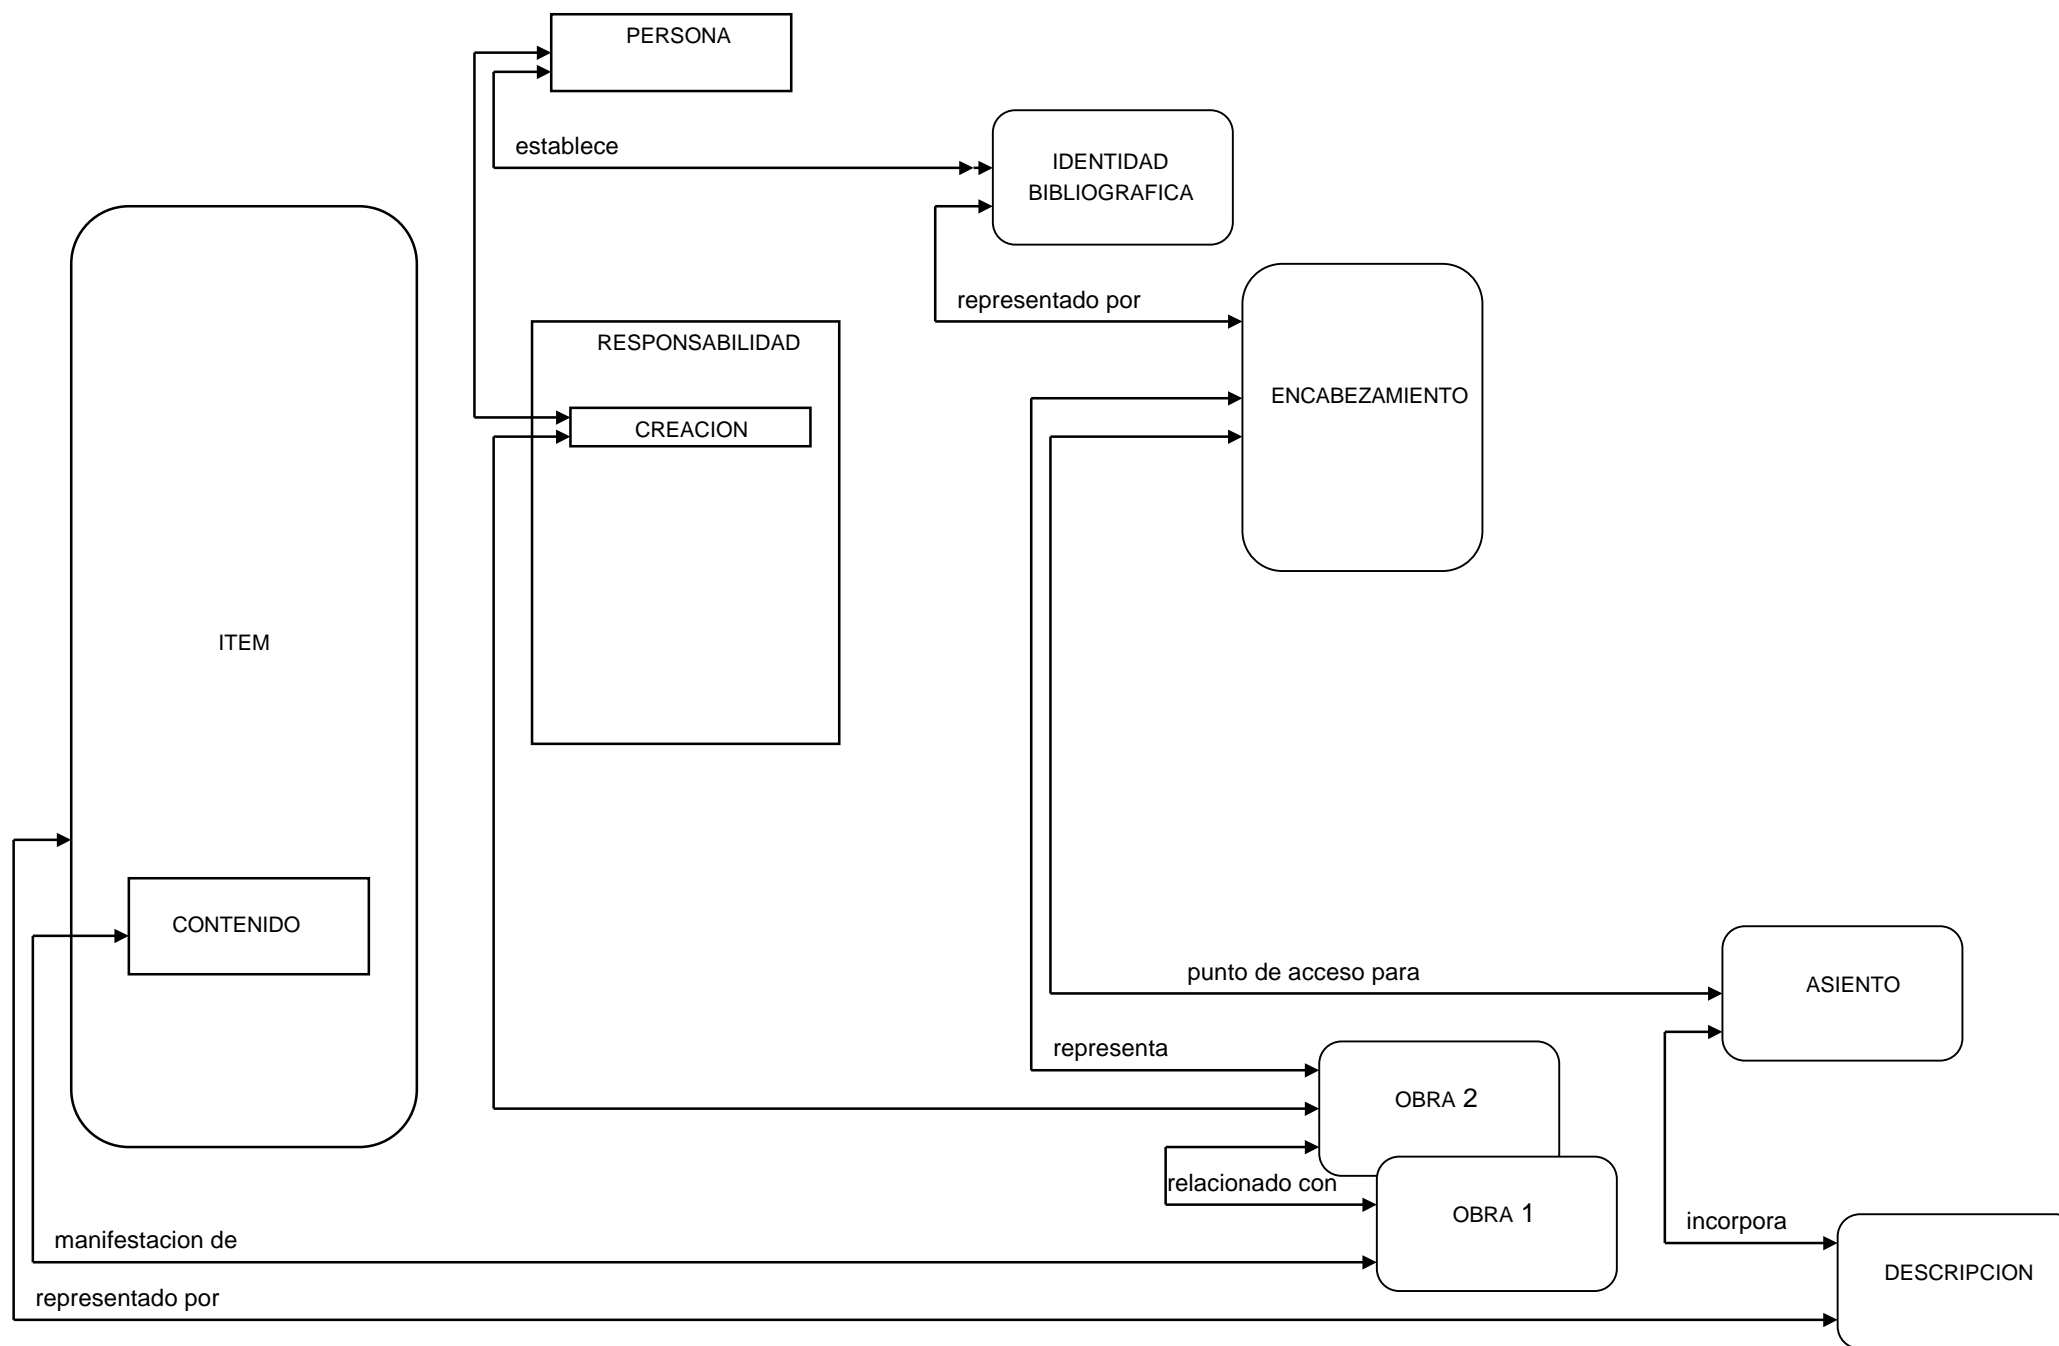 PERSONA
establece
IDENTIDAD
BIBLIOGRAFICA
representado por
RESPONSABILIDAD
ENCABEZAMIENTO
CREACION
ITEM
CONTENIDO
punto de acceso para
ASIENTO
representa
OBRA 2
relacionado con
OBRA 1
incorpora
manifestacion de
DESCRIPCION
representado por